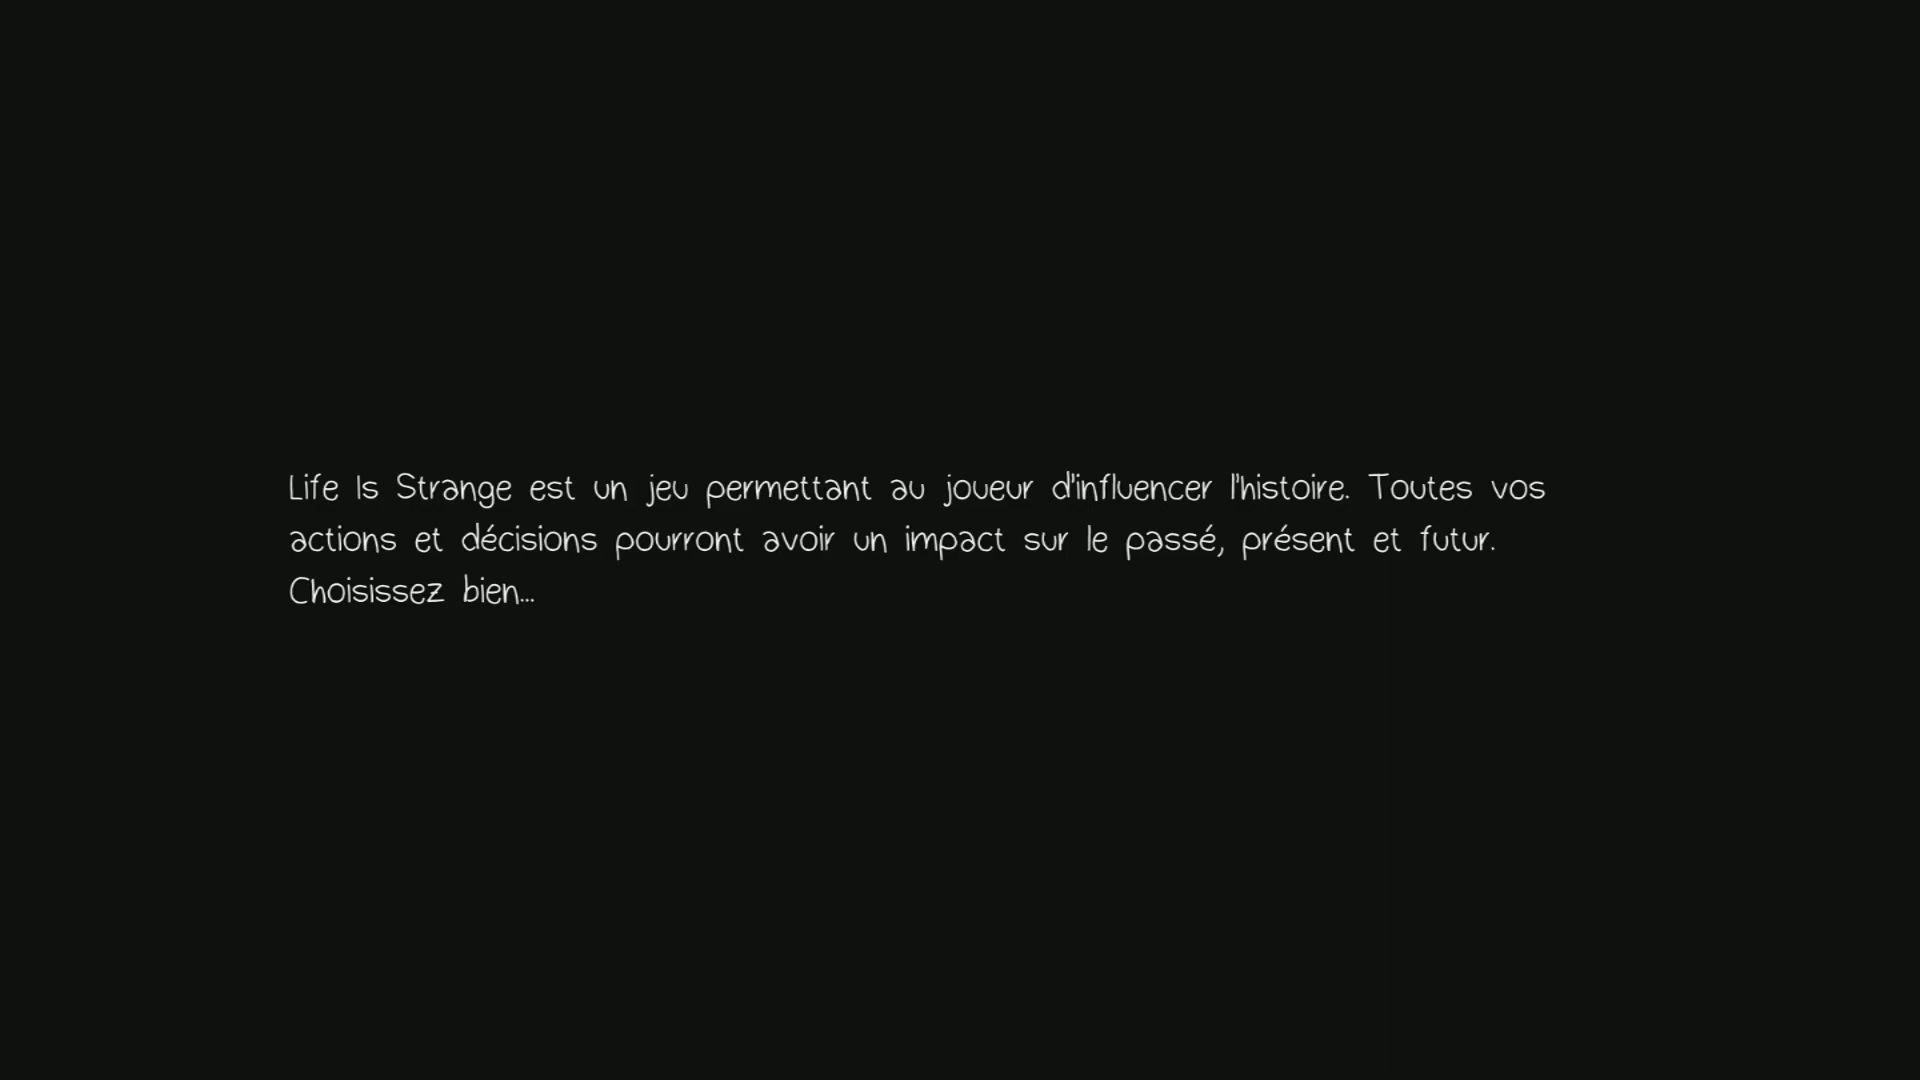 Life Is Strange est un jeu permettant au joueur d'influencer l'histoire. Toutes vos
actions et décisions pourront avoir un impact sur le passé, présent et futur.
Choisissez bien...